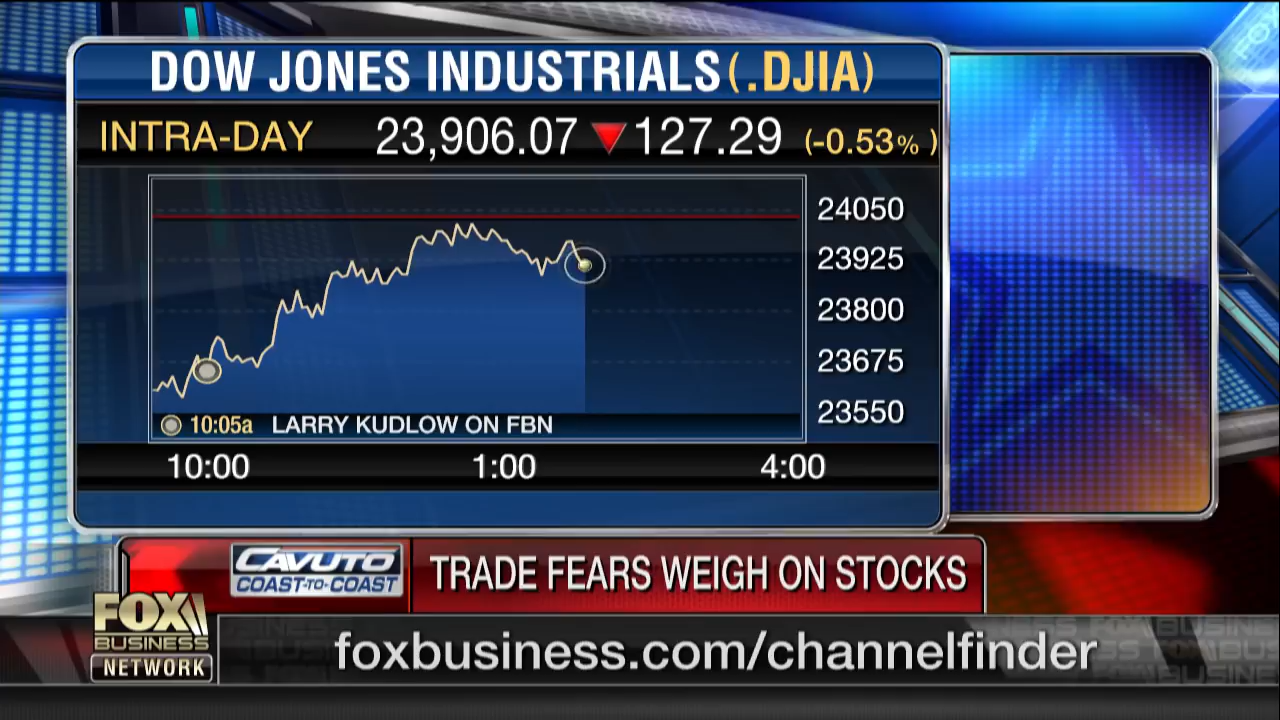 DOW JONES INDUSTRIALS (.DJIA)
INTRA-DAY 23,906.07 ▼127.29 (-0.53%)
24050
23925
23800
23675
23550
10:05a LARRY KUDLOW ON FBN
10:00 1:00 4:00
CAVUTO
COAST-TO-COAST
TRADE FEARS WEIGH ON STOCKS
FOX
BUSINESS
NETWORK
foxbusiness.com/channelfinder